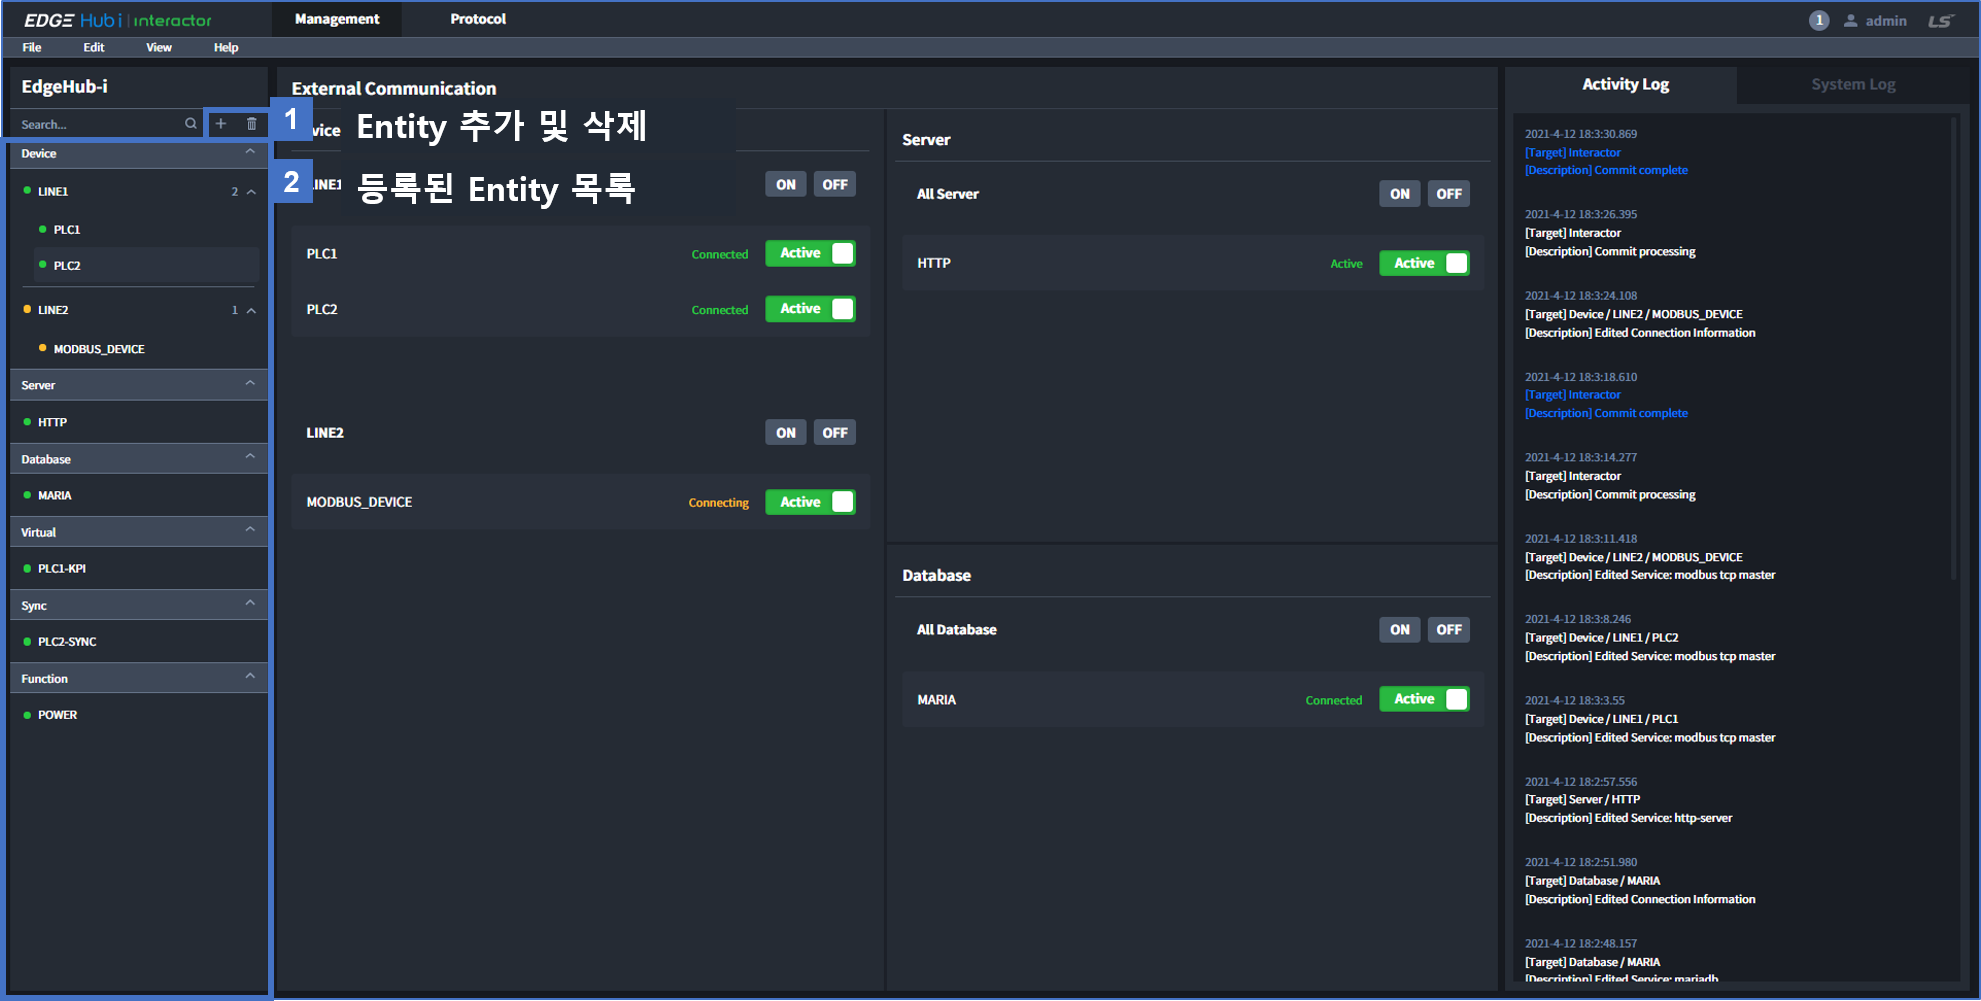 EDGE Hub i | interactor
Management
Protocol
1
admin
LS
File
Edit
View
Help
EdgeHub-i
Search...
Device
LINE1
2
PLC1
PLC2
LINE2
1
MODBUS_DEVICE
Server
HTTP
Database
MARIA
Virtual
PLC1-KPI
Sync
PLC2-SYNC
Function
POWER
1
Entity 추가 및 삭제
2
등록된 Entity 목록
External Communication
vice
INE1
ON
OFF
PLC1
Connected
Active
PLC2
Connected
Active
LINE2
ON
OFF
MODBUS_DEVICE
Connecting
Active
Server
All Server
ON
OFF
HTTP
Active
Active
Database
All Database
ON
OFF
MARIA
Connected
Active
Activity Log
System Log
2021-4-12 18:3:30.869
[Target] Interactor
[Description] Commit complete
2021-4-12 18:3:26.395
[Target] Interactor
[Description] Commit processing
2021-4-12 18:3:24.108
[Target] Device / LINE2 / MODBUS_DEVICE
[Description] Edited Connection Information
2021-4-12 18:3:18.610
[Target] Interactor
[Description] Commit complete
2021-4-12 18:3:14.277
[Target] Interactor
[Description] Commit processing
2021-4-12 18:3:11.418
[Target] Device / LINE2 / MODBUS_DEVICE
[Description] Edited Service: modbus tcp master
2021-4-12 18:3:8.246
[Target] Device / LINE1 / PLC2
[Description] Edited Service: modbus tcp master
2021-4-12 18:3:3.55
[Target] Device / LINE1 / PLC1
[Description] Edited Service: modbus tcp master
2021-4-12 18:2:57.556
[Target] Server / HTTP
[Description] Edited Service: http-server
2021-4-12 18:2:51.980
[Target] Database / MARIA
[Description] Edited Connection Information
2021-4-12 18:2:48.157
[Target] Database / MARIA
[Description] Edited Service: mariadb